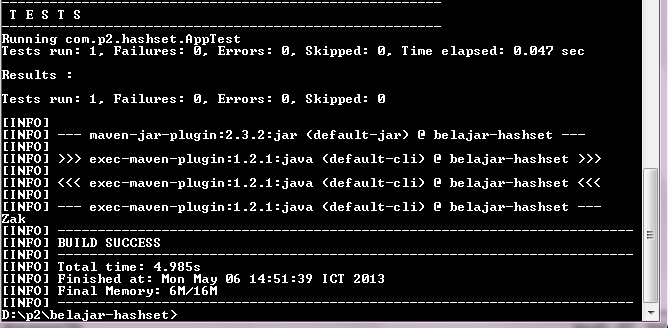 -------------------------------------------------------
 T E S T S
-------------------------------------------------------
Running com.p2.hashset.AppTest
Tests run: 1, Failures: 0, Errors: 0, Skipped: 0, Time elapsed: 0.047 sec
Results :
Tests run: 1, Failures: 0, Errors: 0, Skipped: 0
[INFO]
[INFO] --- maven-jar-plugin:2.3.2:jar (default-jar) @ belajar-hashset ---
[INFO]
[INFO] >>> exec-maven-plugin:1.2.1:java (default-cli) @ belajar-hashset >>>
[INFO]
[INFO] <<< exec-maven-plugin:1.2.1:java (default-cli) @ belajar-hashset <<<
[INFO]
[INFO] --- exec-maven-plugin:1.2.1:java (default-cli) @ belajar-hashset ---
Zak
[INFO] ------------------------------------------------------------------------
[INFO] BUILD SUCCESS
[INFO] ------------------------------------------------------------------------
[INFO] Total time: 4.985s
[INFO] Finished at: Mon May 06 14:51:39 ICT 2013
[INFO] Final Memory: 6M/16M
[INFO] ------------------------------------------------------------------------
D:\p2\belajar-hashset>